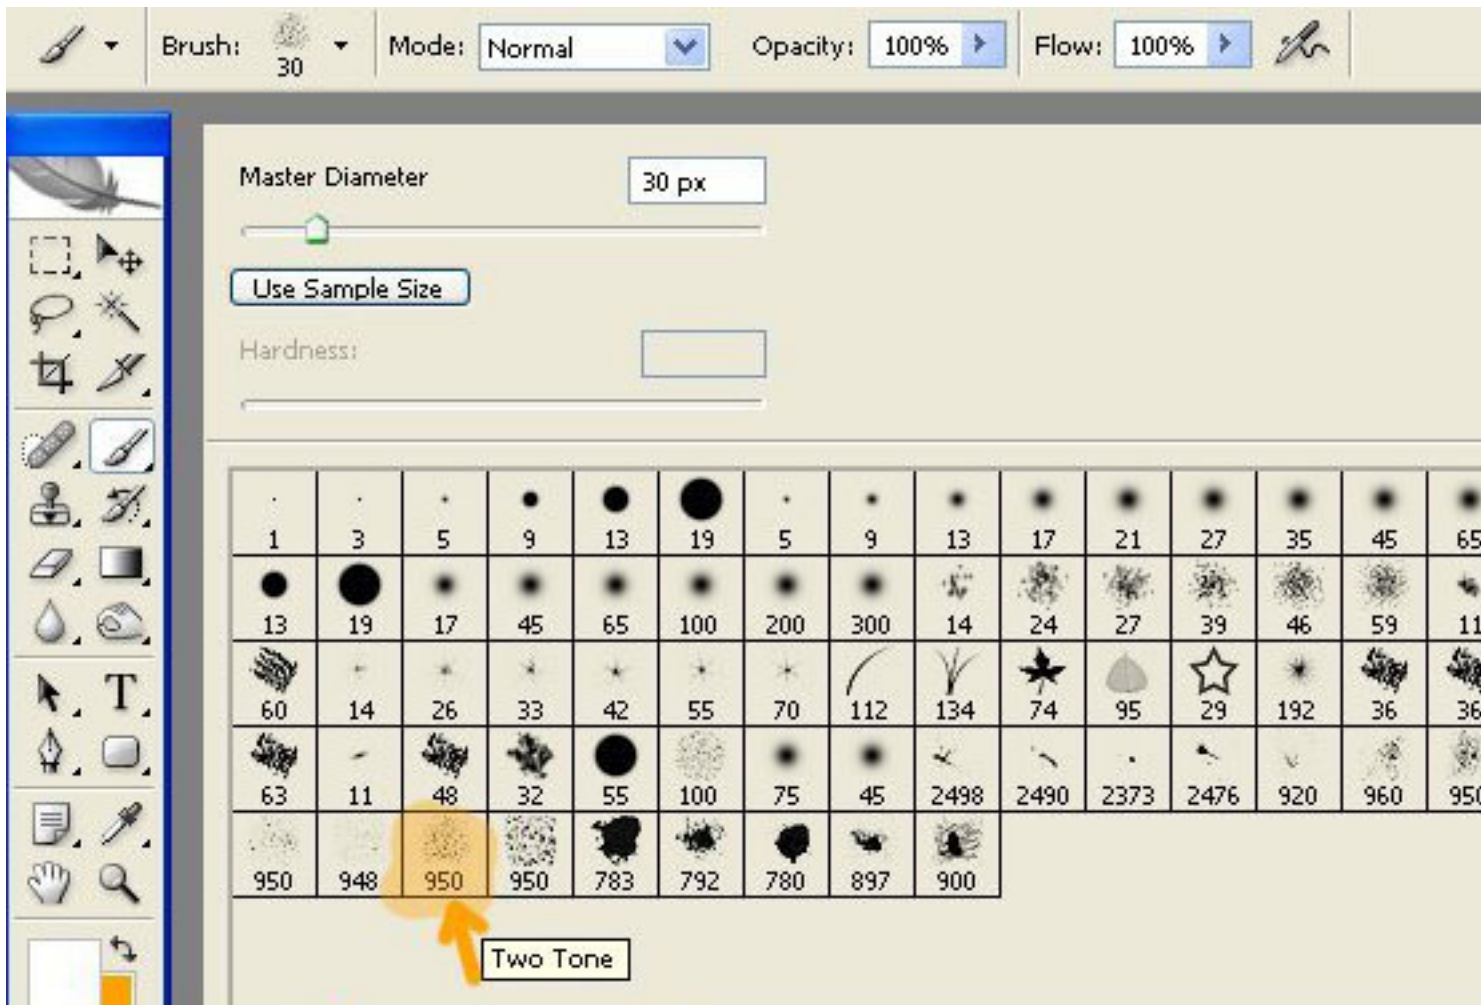 Brush: 30 Mode: Normal Opacity: 100% Flow: 100%
Master Diameter 30 px
Use Sample Size
Hardness:
1 3 5 9 13 19 5 9 13 17 21 27 35 45 65
13 19 17 45 65 100 200 300 14 24 27 39 46 59 11
60 14 26 33 42 55 70 112 134 74 95 29 192 36 36
63 11 48 32 55 100 75 45 2498 2490 2373 2476 920 960 950
950 948 950 950 783 792 780 897 900
T
Two Tone